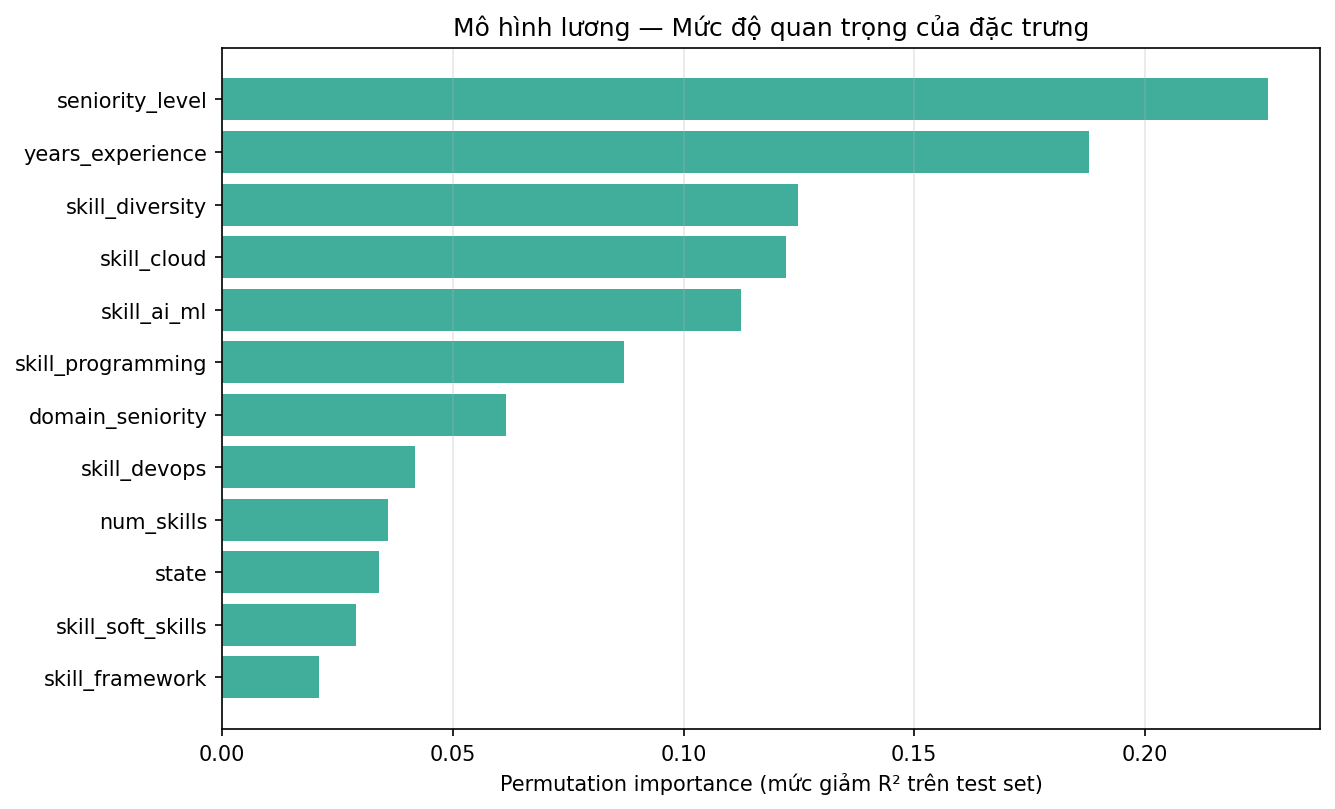 Mô hình lương — Mức độ quan trọng của đặc trưng
seniority_level
years_experience
skill_diversity
skill_cloud
skill_ai_ml
skill_programming
domain_seniority
skill_devops
num_skills
state
skill_soft_skills
skill_framework
0.00 0.05 0.10 0.15 0.20
Permutation importance (mức giảm R² trên test set)